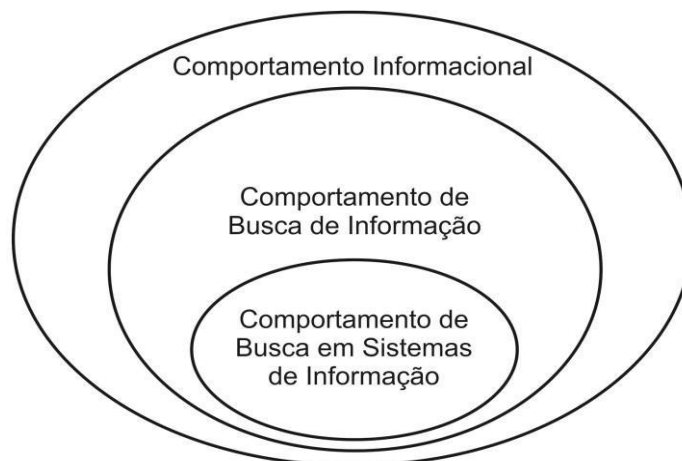 Comportamento Informacional
Comportamento de
Busca de Informação
Comportamento de
Busca em Sistemas
de Informação